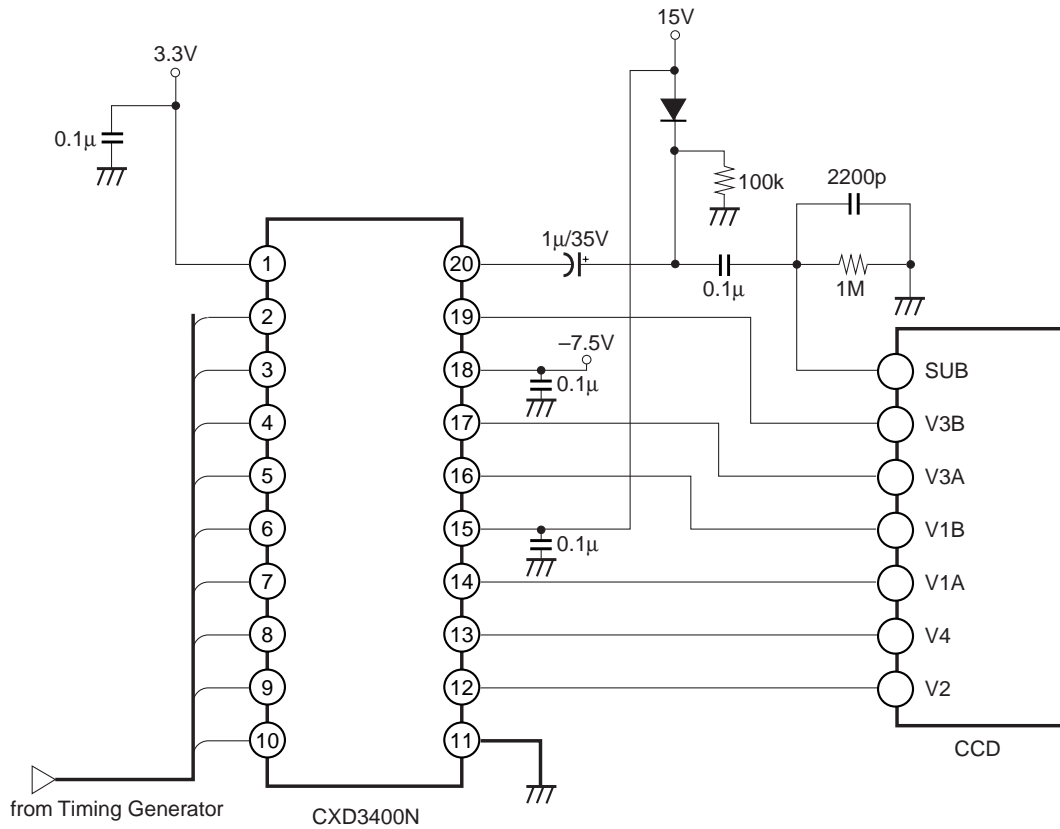 15V
3.3V
0.1µ
100k
2200p
1µ/35V
+
0.1µ
1M
1
20
2
19
–7.5V
3
18
0.1µ
SUB
4
17
V3B
5
16
V3A
6
15
0.1µ
V1B
7
14
V1A
8
13
V4
9
12
V2
10
11
CCD
from Timing Generator
CXD3400N